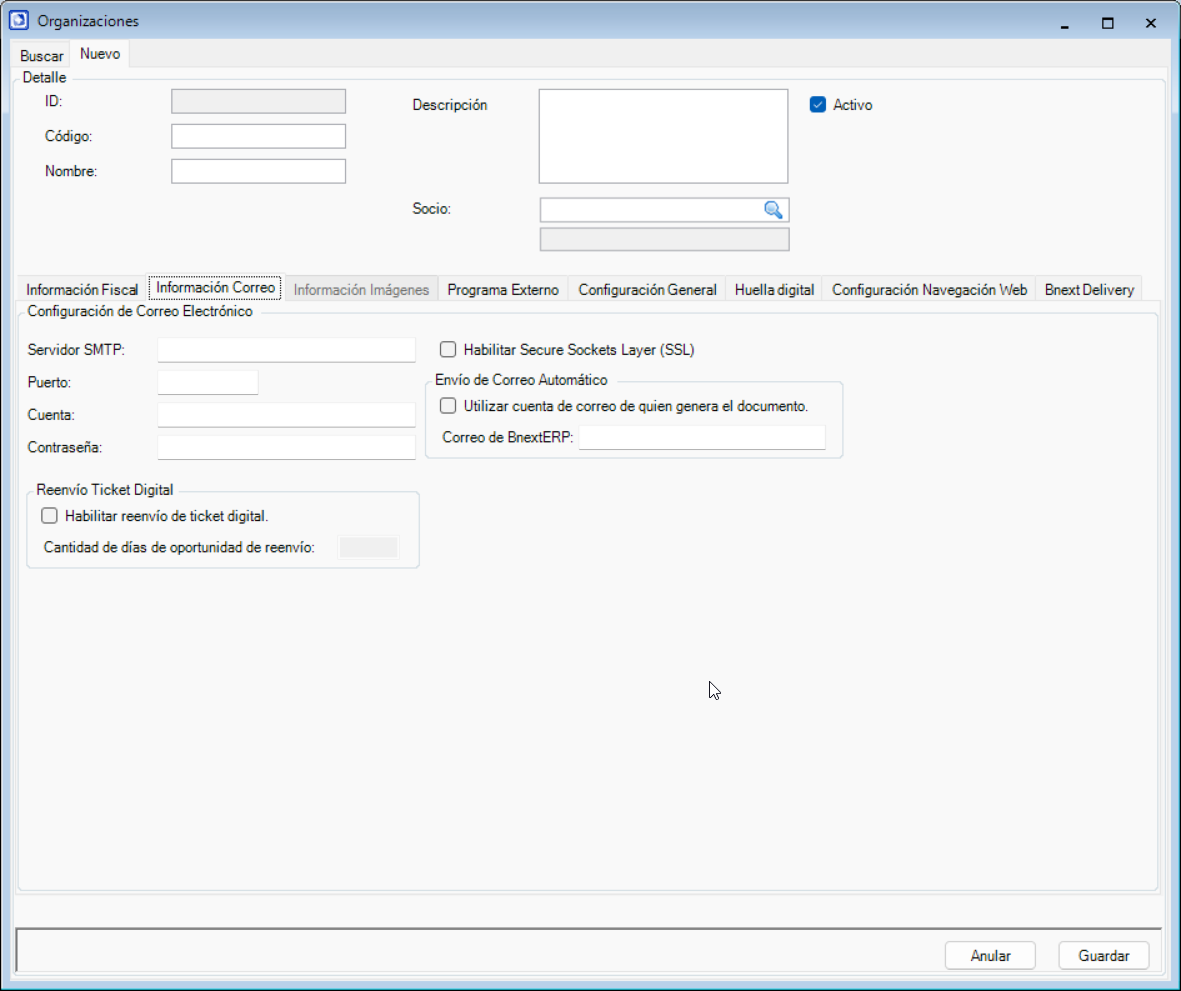 Organizaciones
Buscar Nuevo
Detalle
ID:
Código:
Nombre:
Descripción
Activo
Socio:
Información Fiscal Información Correo Información Imágenes Programa Externo Configuración General Huella digital Configuración Navegación Web Bnext Delivery
Configuración de Correo Electrónico
Servidor SMTP:
Puerto:
Cuenta:
Contraseña:
Habilitar Secure Sockets Layer (SSL)
Envío de Correo Automático
Utilizar cuenta de correo de quien genera el documento.
Correo de BnextERP:
Reenvío Ticket Digital
Habilitar reenvío de ticket digital.
Cantidad de días de oportunidad de reenvío:
Anular Guardar